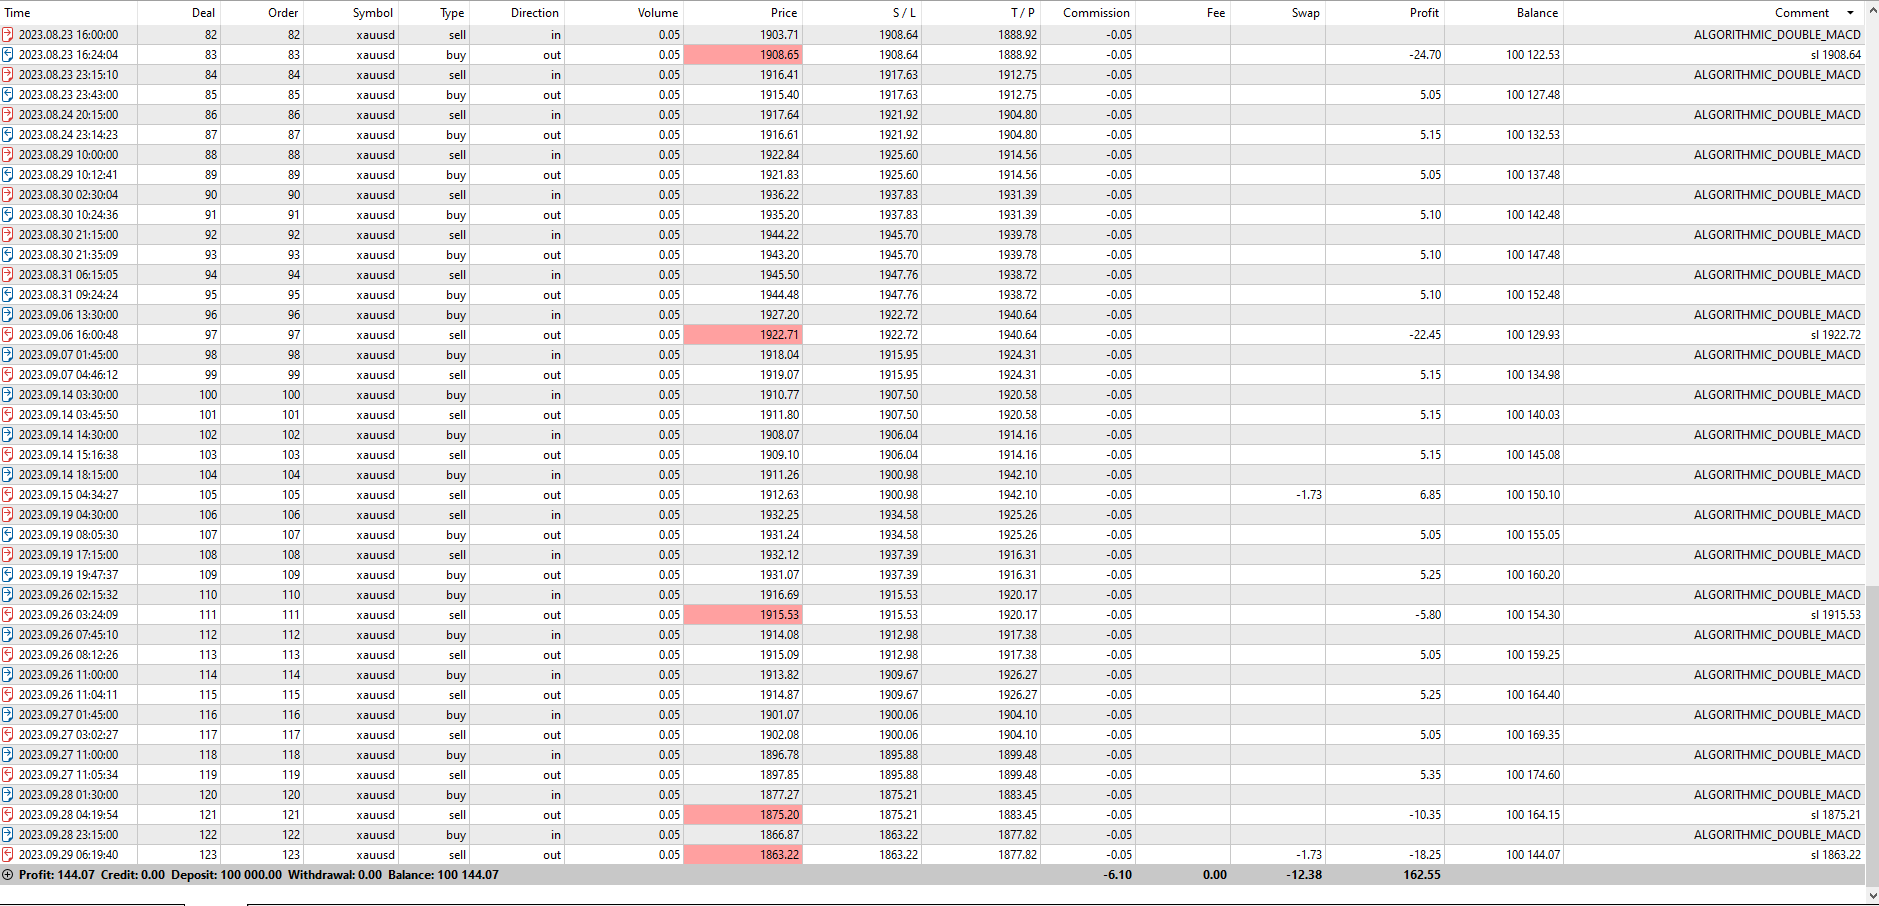 Time Deal Order Symbol Type Direction Volume Price S / L T / P Commission Fee Swap Profit Balance Comment
2023.08.23 16:00:00 82 82 xauusd sell in 0.05 1903.71 1908.64 1888.92 -0.05 ALGORITHMIC_DOUBLE_MACD
2023.08.23 16:24:04 83 83 xauusd buy out 0.05 1908.65 1908.64 1888.92 -0.05 -24.70 100 122.53 sl 1908.64
2023.08.23 23:15:10 84 84 xauusd sell in 0.05 1916.41 1917.63 1912.75 -0.05 ALGORITHMIC_DOUBLE_MACD
2023.08.23 23:43:00 85 85 xauusd buy out 0.05 1915.40 1917.63 1912.75 -0.05 5.05 100 127.48
2023.08.24 20:15:00 86 86 xauusd sell in 0.05 1917.64 1921.92 1904.80 -0.05 ALGORITHMIC_DOUBLE_MACD
2023.08.24 23:14:23 87 87 xauusd buy out 0.05 1916.61 1921.92 1904.80 -0.05 5.15 100 132.53
2023.08.29 10:00:00 88 88 xauusd sell in 0.05 1922.84 1925.60 1914.56 -0.05 ALGORITHMIC_DOUBLE_MACD
2023.08.29 10:12:41 89 89 xauusd buy out 0.05 1921.83 1925.60 1914.56 -0.05 5.05 100 137.48
2023.08.30 02:30:04 90 90 xauusd sell in 0.05 1936.22 1937.83 1931.39 -0.05 ALGORITHMIC_DOUBLE_MACD
2023.08.30 10:24:36 91 91 xauusd buy out 0.05 1935.20 1937.83 1931.39 -0.05 5.10 100 142.48
2023.08.30 21:15:00 92 92 xauusd sell in 0.05 1944.22 1945.70 1939.78 -0.05 ALGORITHMIC_DOUBLE_MACD
2023.08.30 21:35:09 93 93 xauusd buy out 0.05 1943.20 1945.70 1939.78 -0.05 5.10 100 147.48
2023.08.31 06:15:05 94 94 xauusd sell in 0.05 1945.50 1947.76 1938.72 -0.05 ALGORITHMIC_DOUBLE_MACD
2023.08.31 09:24:24 95 95 xauusd buy out 0.05 1944.48 1947.76 1938.72 -0.05 5.10 100 152.48
2023.09.06 13:30:00 96 96 xauusd buy in 0.05 1927.20 1922.72 1940.64 -0.05 ALGORITHMIC_DOUBLE_MACD
2023.09.06 16:00:48 97 97 xauusd sell out 0.05 1922.71 1922.72 1940.64 -0.05 -22.45 100 129.93 sl 1922.72
2023.09.07 01:45:00 98 98 xauusd buy in 0.05 1918.04 1915.95 1924.31 -0.05 ALGORITHMIC_DOUBLE_MACD
2023.09.07 04:46:12 99 99 xauusd sell out 0.05 1919.07 1915.95 1924.31 -0.05 5.15 100 134.98
2023.09.14 03:30:00 100 100 xauusd buy in 0.05 1910.77 1907.50 1920.58 -0.05 ALGORITHMIC_DOUBLE_MACD
2023.09.14 03:45:50 101 101 xauusd sell out 0.05 1911.80 1907.50 1920.58 -0.05 5.15 100 140.03
2023.09.14 14:30:00 102 102 xauusd buy in 0.05 1908.07 1906.04 1914.16 -0.05 ALGORITHMIC_DOUBLE_MACD
2023.09.14 15:16:38 103 103 xauusd sell out 0.05 1909.10 1906.04 1914.16 -0.05 5.15 100 145.08
2023.09.14 18:15:00 104 104 xauusd buy in 0.05 1911.26 1900.98 1942.10 -0.05 ALGORITHMIC_DOUBLE_MACD
2023.09.15 04:34:27 105 105 xauusd sell out 0.05 1912.63 1900.98 1942.10 -0.05 -1.73 6.85 100 150.10
2023.09.19 04:30:00 106 106 xauusd sell in 0.05 1932.25 1934.58 1925.26 -0.05 ALGORITHMIC_DOUBLE_MACD
2023.09.19 08:05:30 107 107 xauusd buy out 0.05 1931.24 1934.58 1925.26 -0.05 5.05 100 155.05
2023.09.19 17:15:00 108 108 xauusd sell in 0.05 1932.12 1937.39 1916.31 -0.05 ALGORITHMIC_DOUBLE_MACD
2023.09.19 19:47:37 109 109 xauusd buy out 0.05 1931.07 1937.39 1916.31 -0.05 5.25 100 160.20
2023.09.26 02:15:32 110 110 xauusd buy in 0.05 1916.69 1915.53 1920.17 -0.05 ALGORITHMIC_DOUBLE_MACD
2023.09.26 03:24:09 111 111 xauusd sell out 0.05 1915.53 1915.53 1920.17 -0.05 -5.80 100 154.30 sl 1915.53
2023.09.26 07:45:10 112 112 xauusd buy in 0.05 1914.08 1912.98 1917.38 -0.05 ALGORITHMIC_DOUBLE_MACD
2023.09.26 08:12:26 113 113 xauusd sell out 0.05 1915.09 1912.98 1917.38 -0.05 5.05 100 159.25
2023.09.26 11:00:00 114 114 xauusd buy in 0.05 1913.82 1909.67 1926.27 -0.05 ALGORITHMIC_DOUBLE_MACD
2023.09.26 11:04:11 115 115 xauusd sell out 0.05 1914.87 1909.67 1926.27 -0.05 5.25 100 164.40
2023.09.27 01:45:00 116 116 xauusd buy in 0.05 1901.07 1900.06 1904.10 -0.05 ALGORITHMIC_DOUBLE_MACD
2023.09.27 03:02:27 117 117 xauusd sell out 0.05 1902.08 1900.06 1904.10 -0.05 5.05 100 169.35
2023.09.27 11:00:00 118 118 xauusd buy in 0.05 1896.78 1895.88 1899.48 -0.05 ALGORITHMIC_DOUBLE_MACD
2023.09.27 11:05:34 119 119 xauusd sell out 0.05 1897.85 1895.88 1899.48 -0.05 5.35 100 174.60
2023.09.28 01:30:00 120 120 xauusd buy in 0.05 1877.27 1875.21 1883.45 -0.05 ALGORITHMIC_DOUBLE_MACD
2023.09.28 04:19:54 121 121 xauusd sell out 0.05 1875.20 1875.21 1883.45 -0.05 -10.35 100 164.15 sl 1875.21
2023.09.28 23:15:00 122 122 xauusd buy in 0.05 1866.87 1863.22 1877.82 -0.05 ALGORITHMIC_DOUBLE_MACD
2023.09.29 06:19:40 123 123 xauusd sell out 0.05 1863.22 1863.22 1877.82 -0.05 -1.73 -18.25 100 144.07 sl 1863.22
Profit: 144.07 Credit: 0.00 Deposit: 100 000.00 Withdrawal: 0.00 Balance: 100 144.07 -6.10 0.00 -12.38 162.55